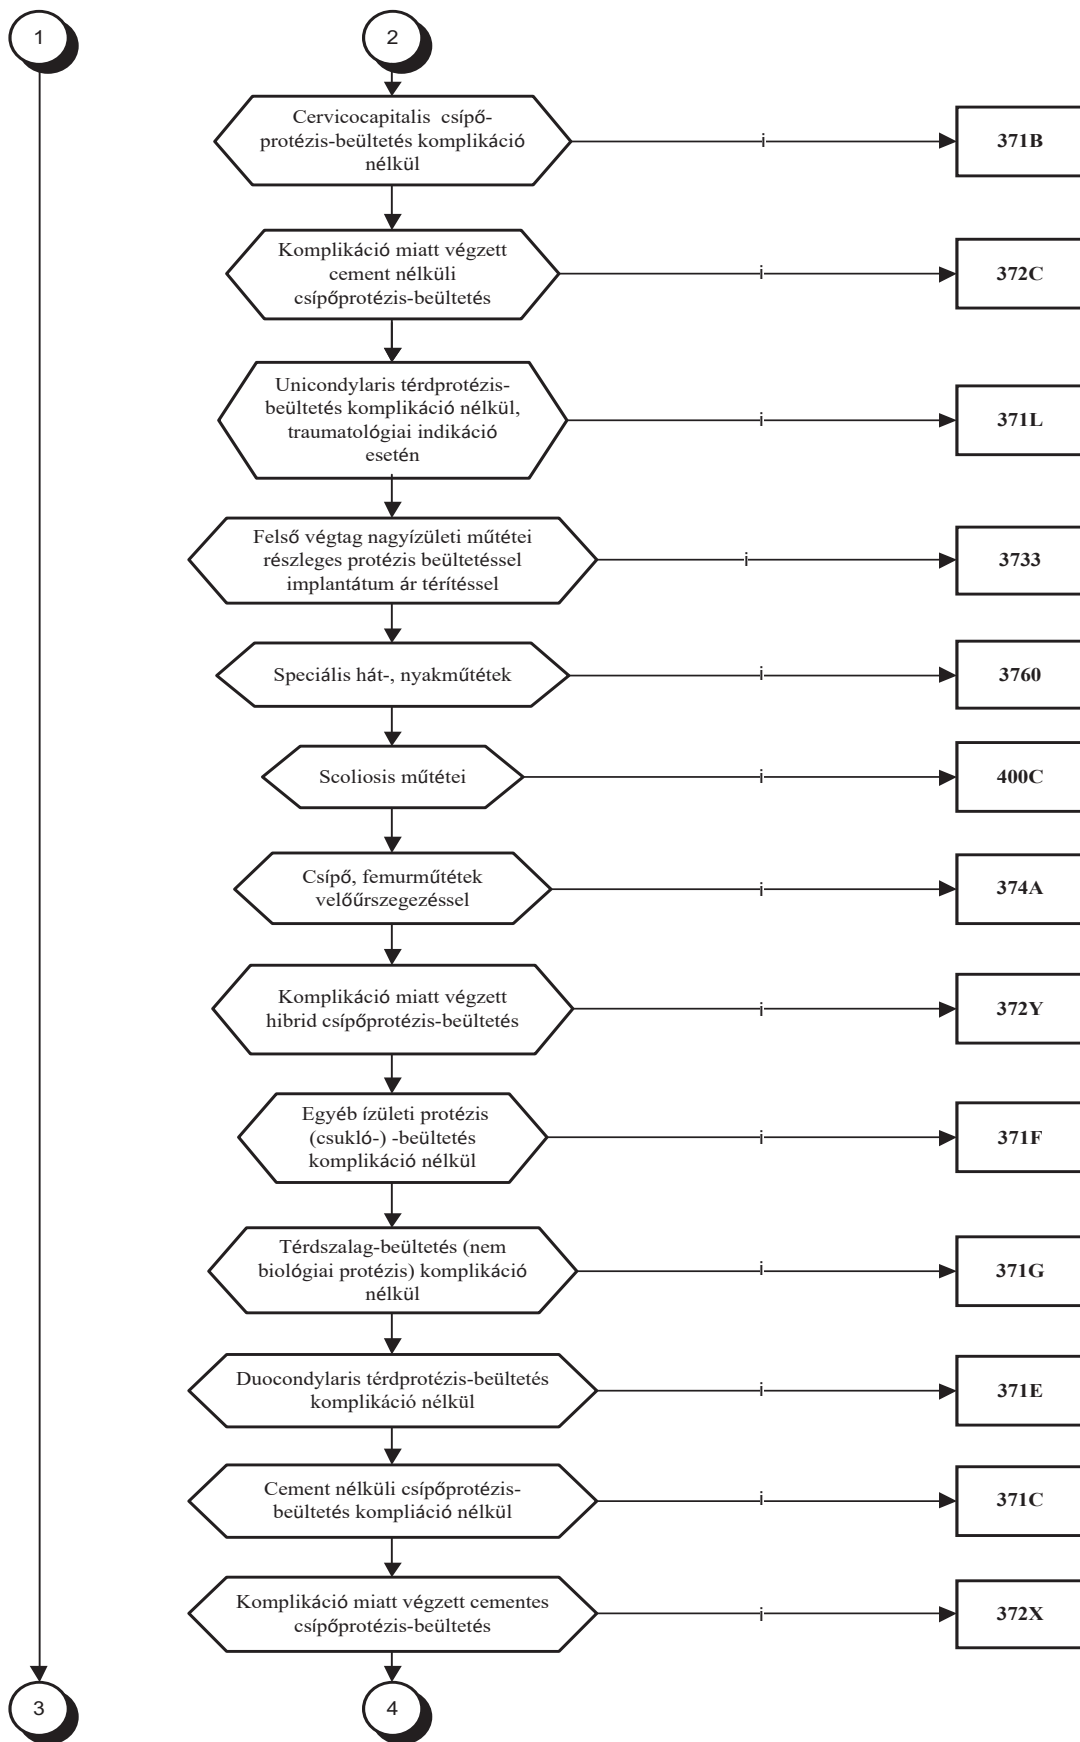 1
2
Cervicocapitalis csípő-
protézis-beültetés komplikáció
nélkül
i
371B
Komplikáció miatt végzett
cement nélküli
csípőprotézis-beültetés
i
372C
Unicondylaris térdprotézis-
beültetés komplikáció nélkül,
traumatológiai indikáció
esetén
i
371L
Felső végtag nagyízületi műtétei
részleges protézis beültetéssel
implantátum ár térítéssel
i
3733
Speciális hát-, nyakműtétek
i
3760
Scoliosis műtétei
i
400C
Csípő, femurműtétek
velőűrszegezéssel
i
374A
Komplikáció miatt végzett
hibrid csípőprotézis-beültetés
i
372Y
Egyéb ízületi protézis
(csukló-) -beültetés
komplikáció nélkül
i
371F
Térdszalag-beültetés (nem
biológiai protézis) komplikáció
nélkül
i
371G
Duocondylaris térdprotézis-beültetés
komplikáció nélkül
i
371E
Cement nélküli csípőprotézis-
beültetés kompliáció nélkül
i
371C
Komplikáció miatt végzett cementes
csípőprotézis-beültetés
i
372X
3
4